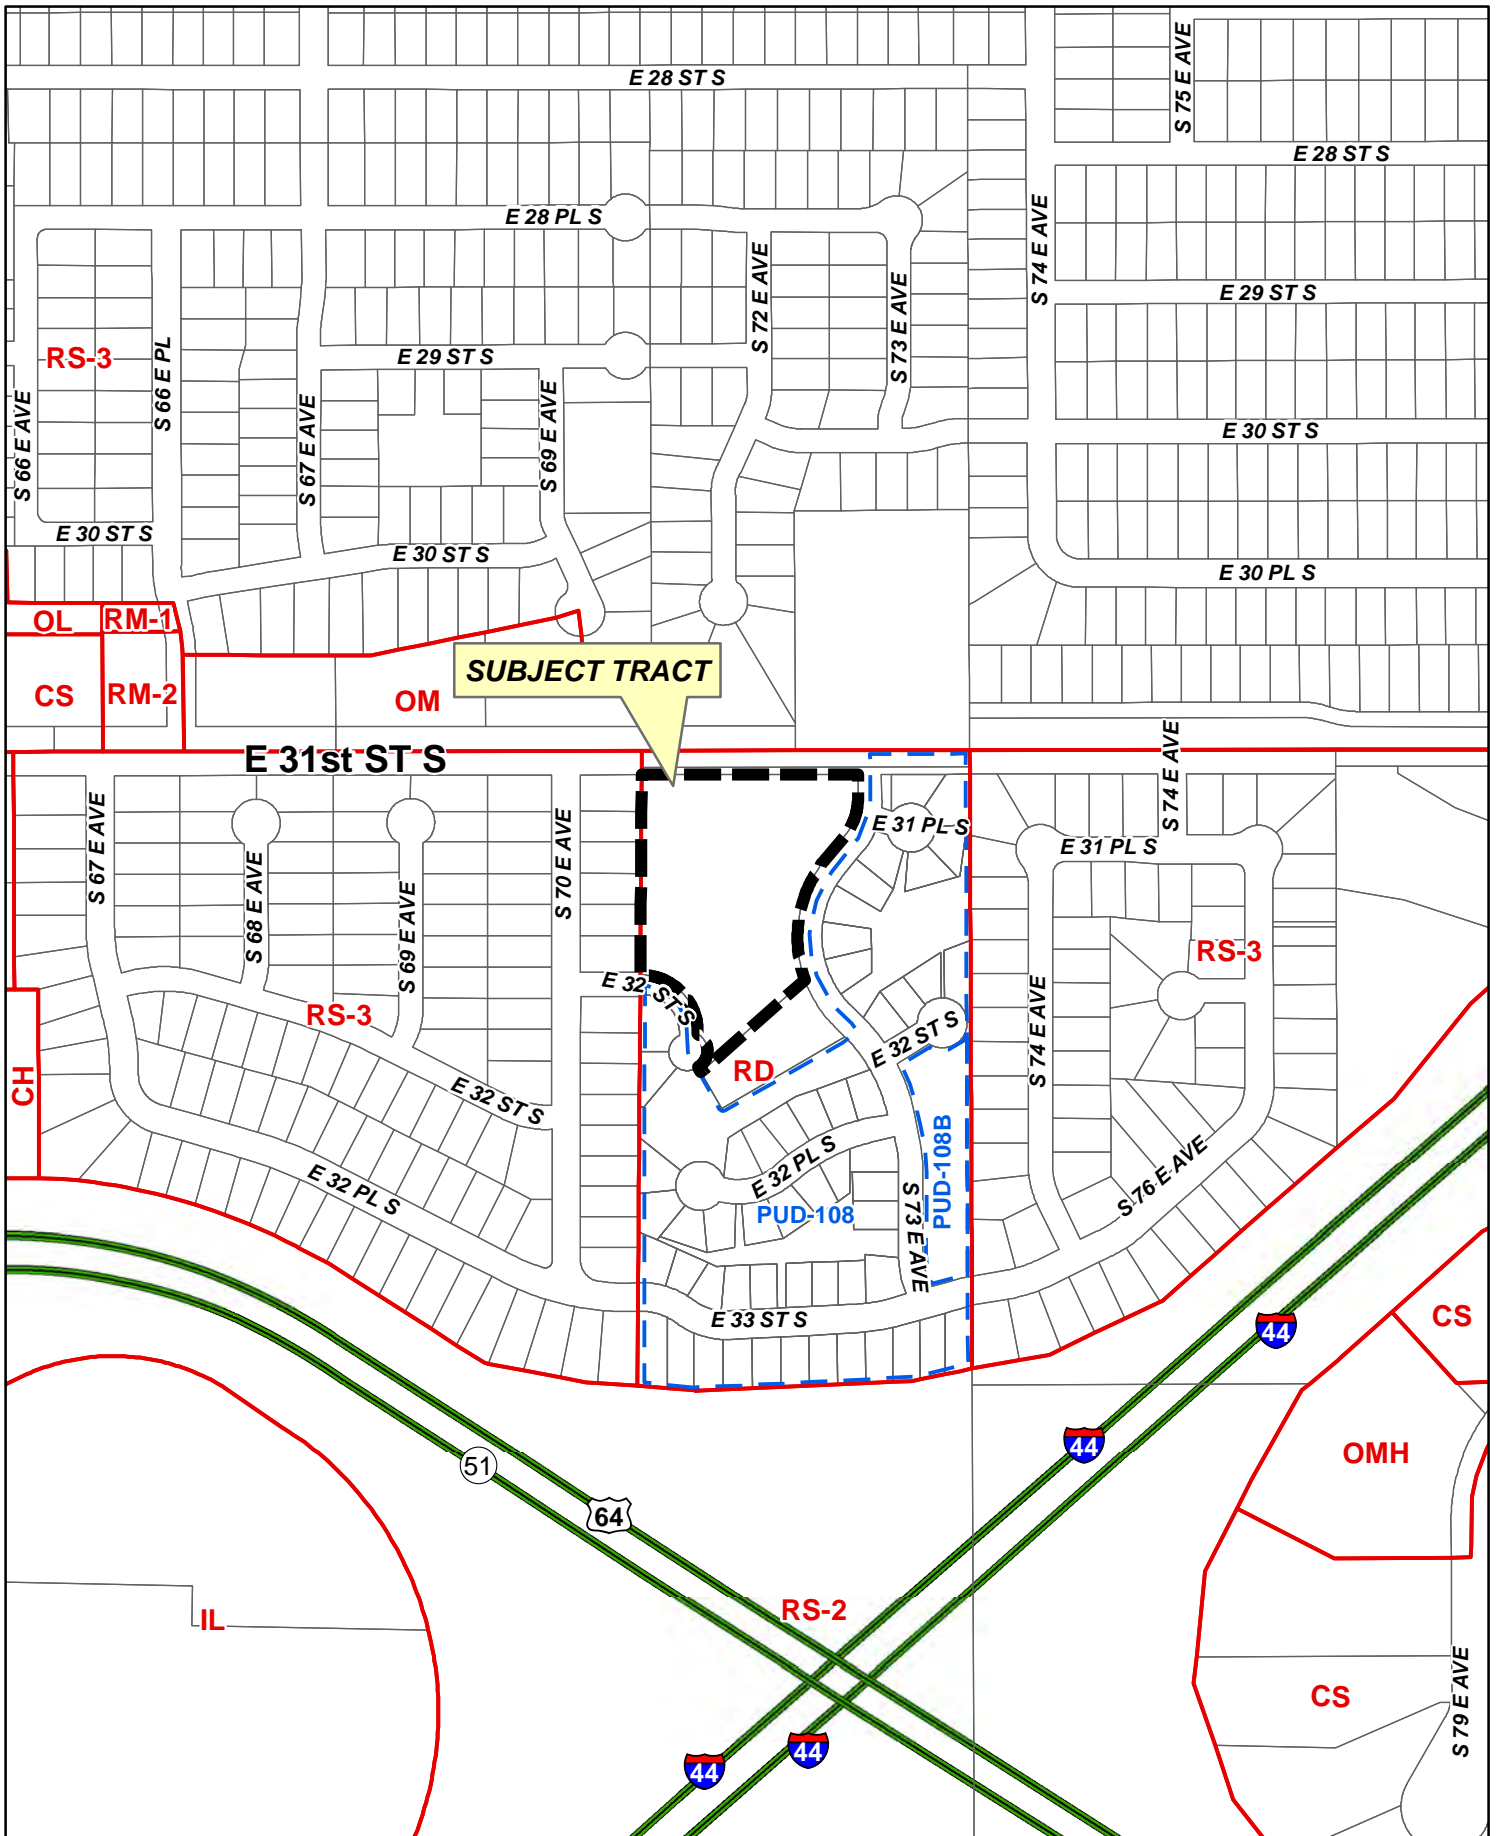 E 28 ST S
S 75 E AVE
E 28 ST S
E 28 PL S
S 74 E AVE
S 72 E AVE
S 73 E AVE
E 29 ST S
RS-3
S 66 E PL
E 29 ST S
S 66 E AVE
S 67 E AVE
S 69 E AVE
E 30 ST S
E 30 ST S
E 30 ST S
E 30 PL S
OL
RM-1
SUBJECT TRACT
CS
RM-2
OM
E 31st ST S
S 74 E AVE
S 67 E AVE
S 68 E AVE
S 69 E AVE
S 70 E AVE
E 31 PL S
E 31 PL S
RS-3
E 32 ST S
RS-3
S 74 E AVE
E 32 ST S
RD
CH
E 32 ST S
PUD-108B
E 32 PL S
E 32 PL S
S 76 E AVE
PUD-108
S 73 E AVE
E 33 ST S
CS
44
44
OMH
51
64
RS-2
IL
CS
S 79 E AVE
44
44